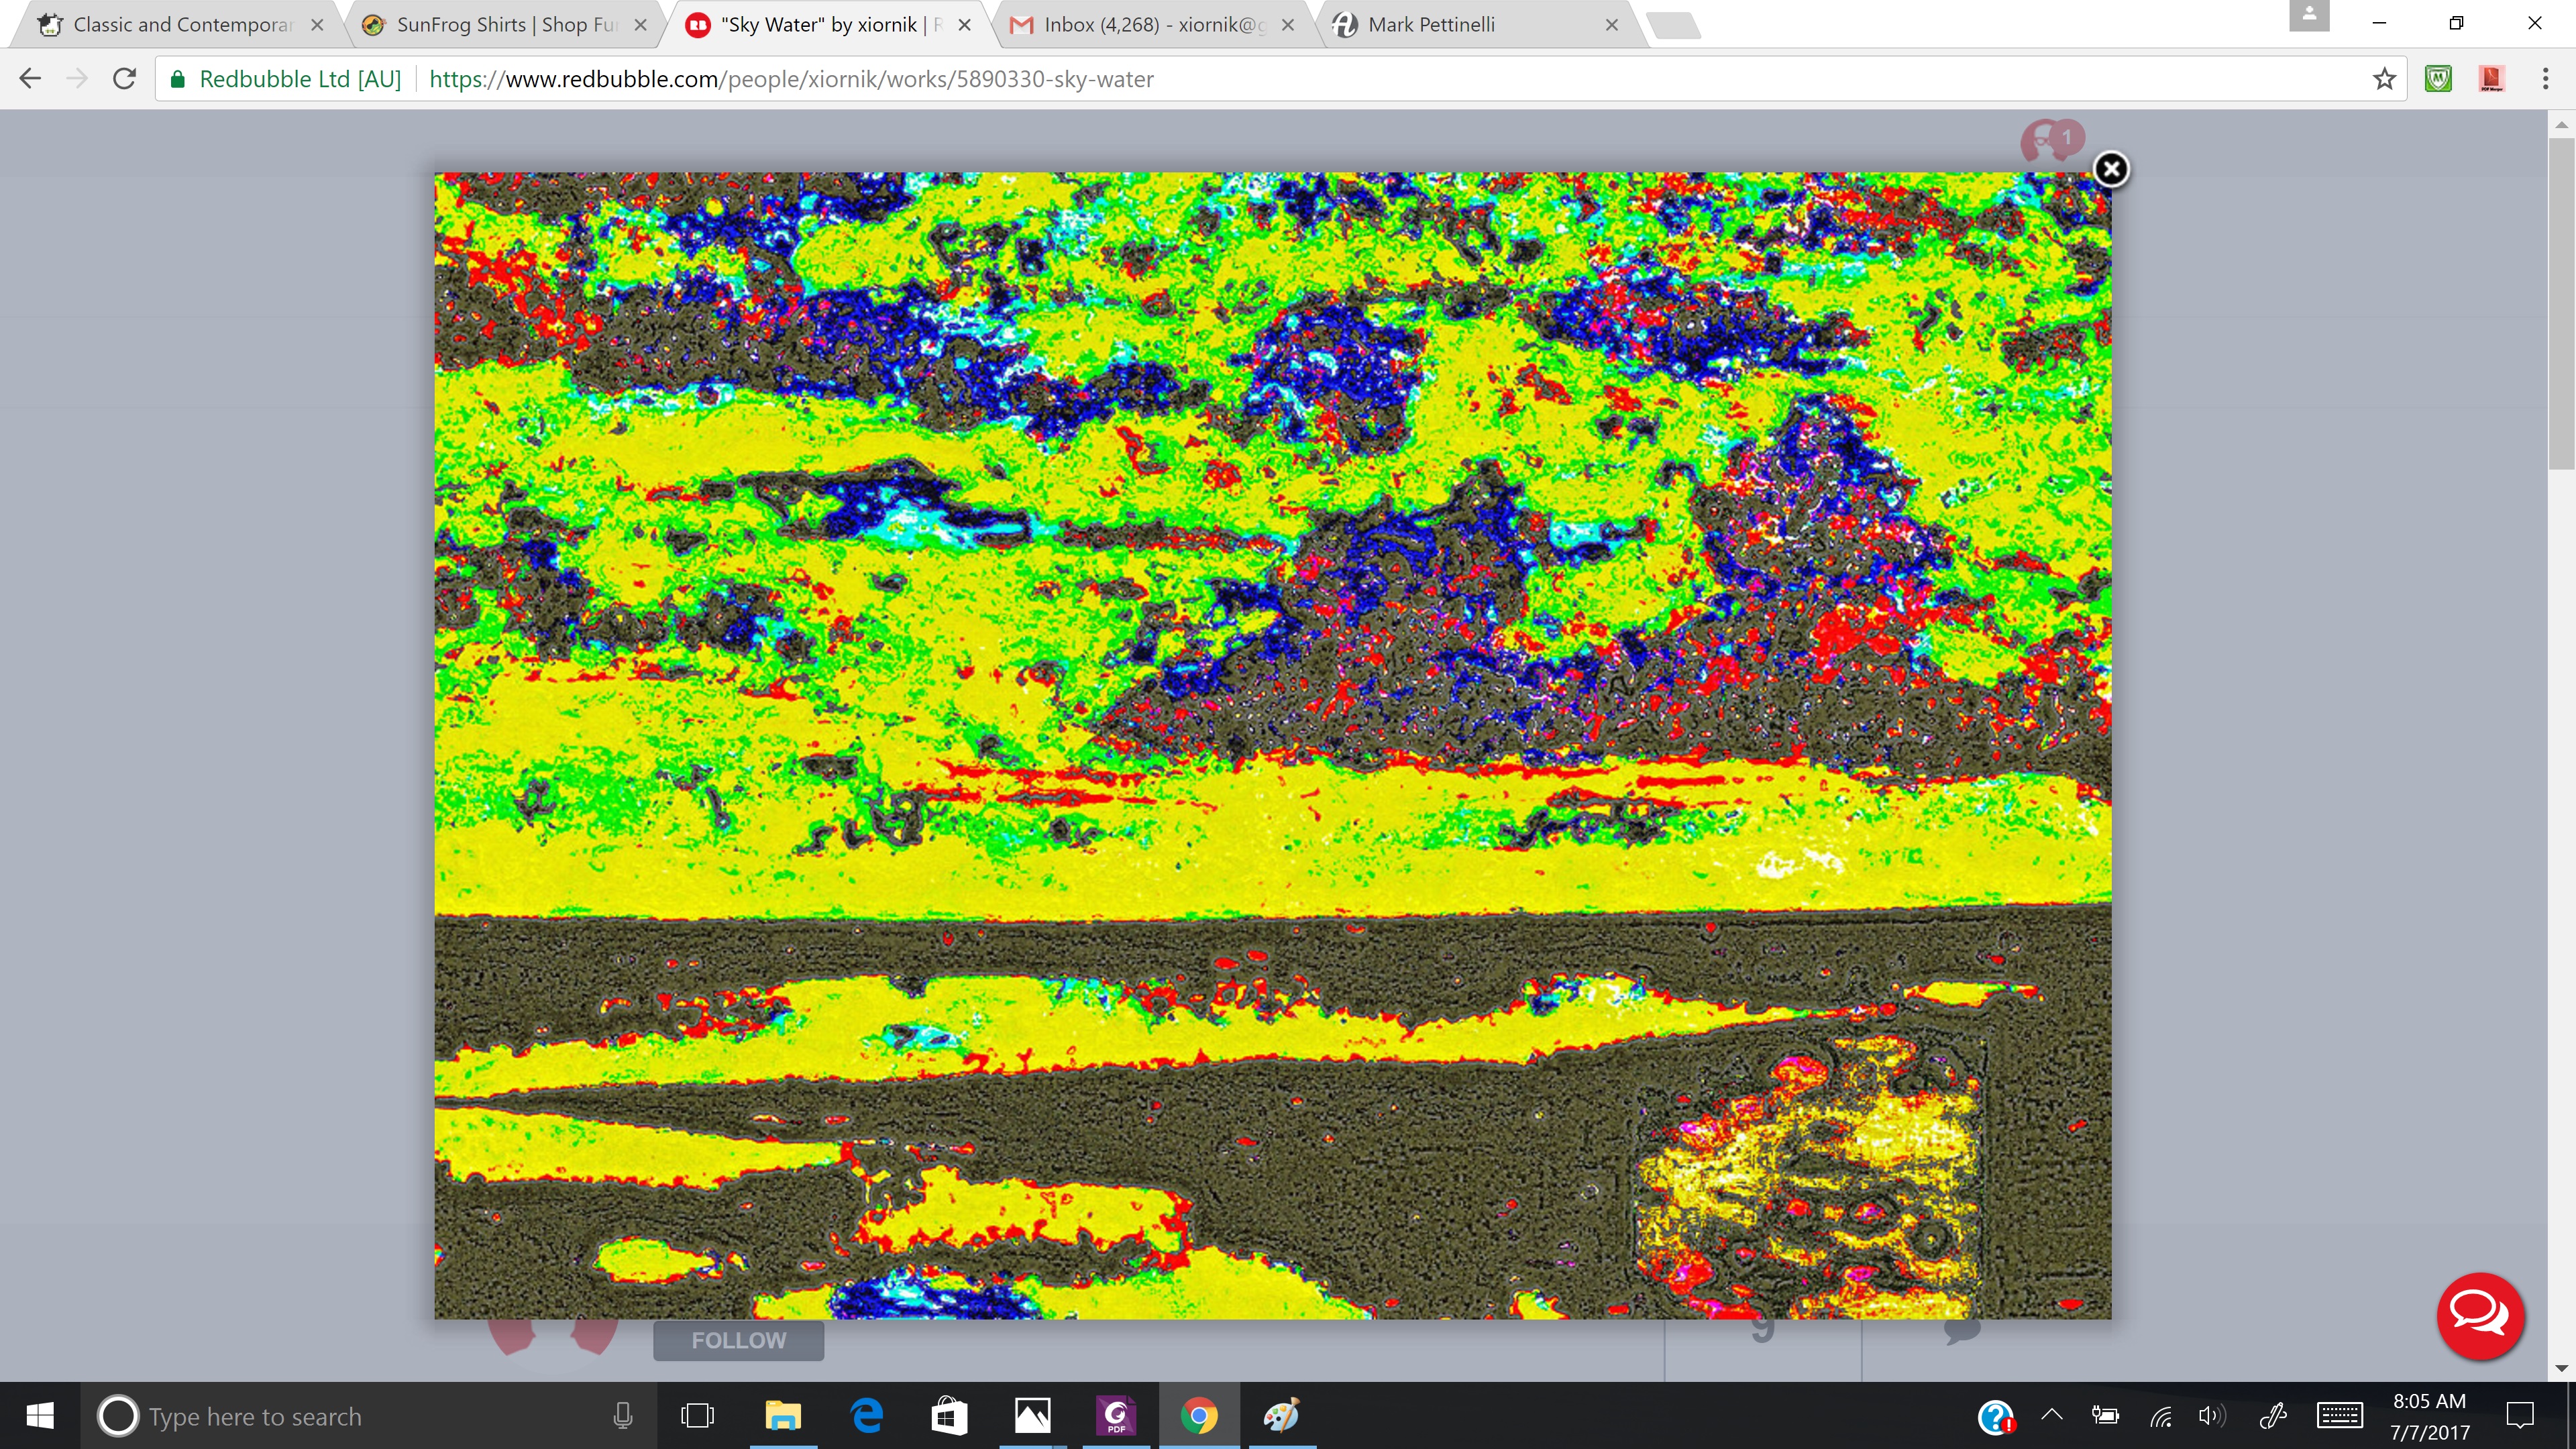 Classic and Contemporar
SunFrog Shirts | Shop Fu
"Sky Water" by xiornik | R
Inbox (4,268) - xiornik@g
Mark Pettinelli
Redbubble Ltd [AU]
https://www.redbubble.com/people/xiornik/works/5890330-sky-water
1
FOLLOW
9
Type here to search
PDF
8:05 AM
7/7/2017